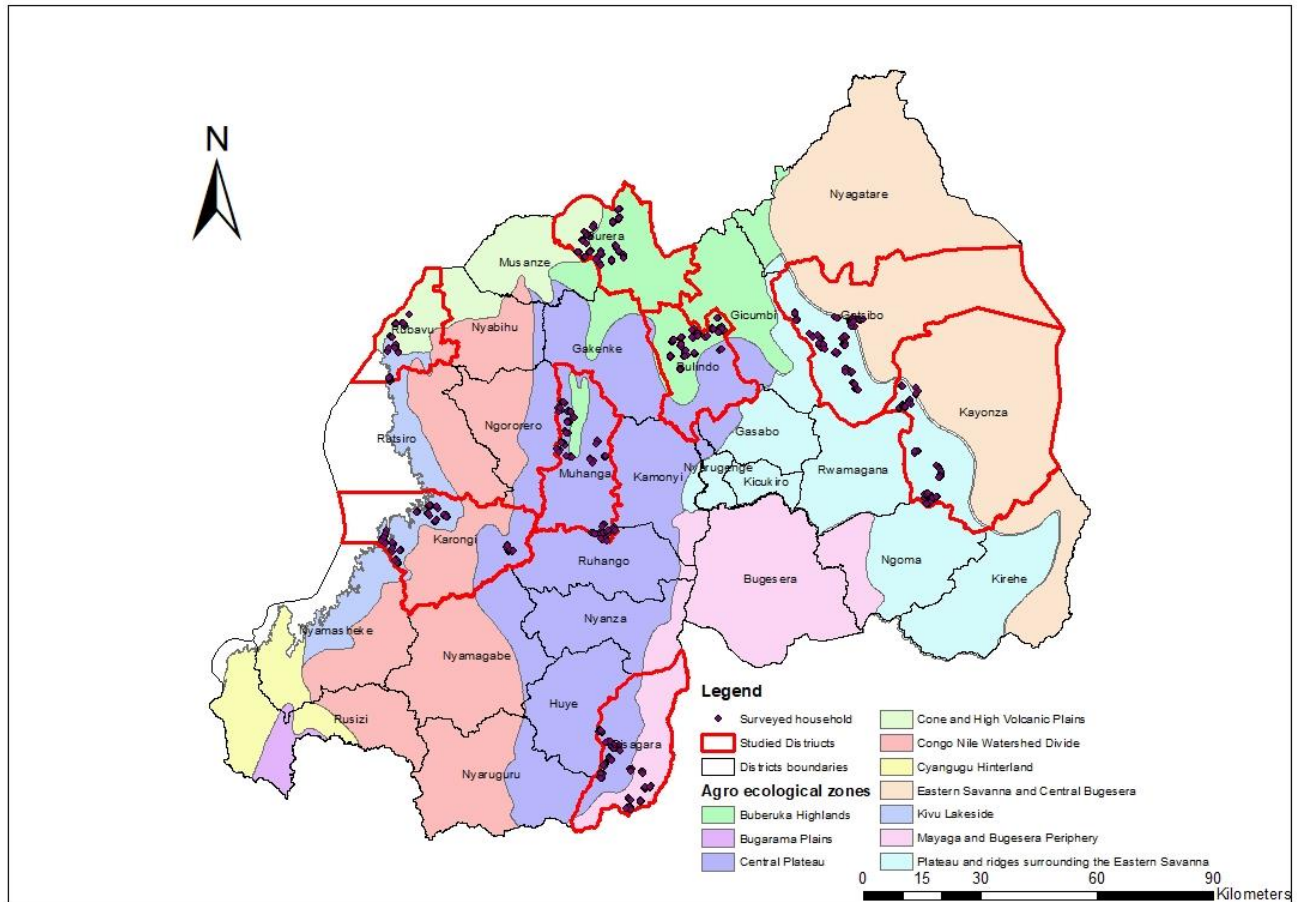 N
Nyagatare
Burera
Musanze
Gicumbi
Gatsibo
Rubavu
Nyabihu
Gakenke
Rulindo
Kayonza
Gasabo
Rutsiro
Ngororero
Muhanga
Kamonyi
Nyarugenge
Rwamagana
Kicukiro
Karongi
Ruhango
Ngoma
Bugesera
Kirehe
Nyanza
Nyamasheke
Nyamagabe
Huye
Rusizi
Gisagara
Nyaruguru
Legend
Surveyed household
Studied Distriucts
Districts boundaries
Agro ecological zones
Buberuka Highlands
Bugarama Plains
Central Plateau
Cone and High Volcanic Plains
Congo Nile Watershed Divide
Cyangugu Hinterland
Eastern Savanna and Central Bugesera
Kivu Lakeside
Mayaga and Bugesera Periphery
Plateau and ridges surrounding the Eastern Savanna
0 15 30 60 90
Kilometers